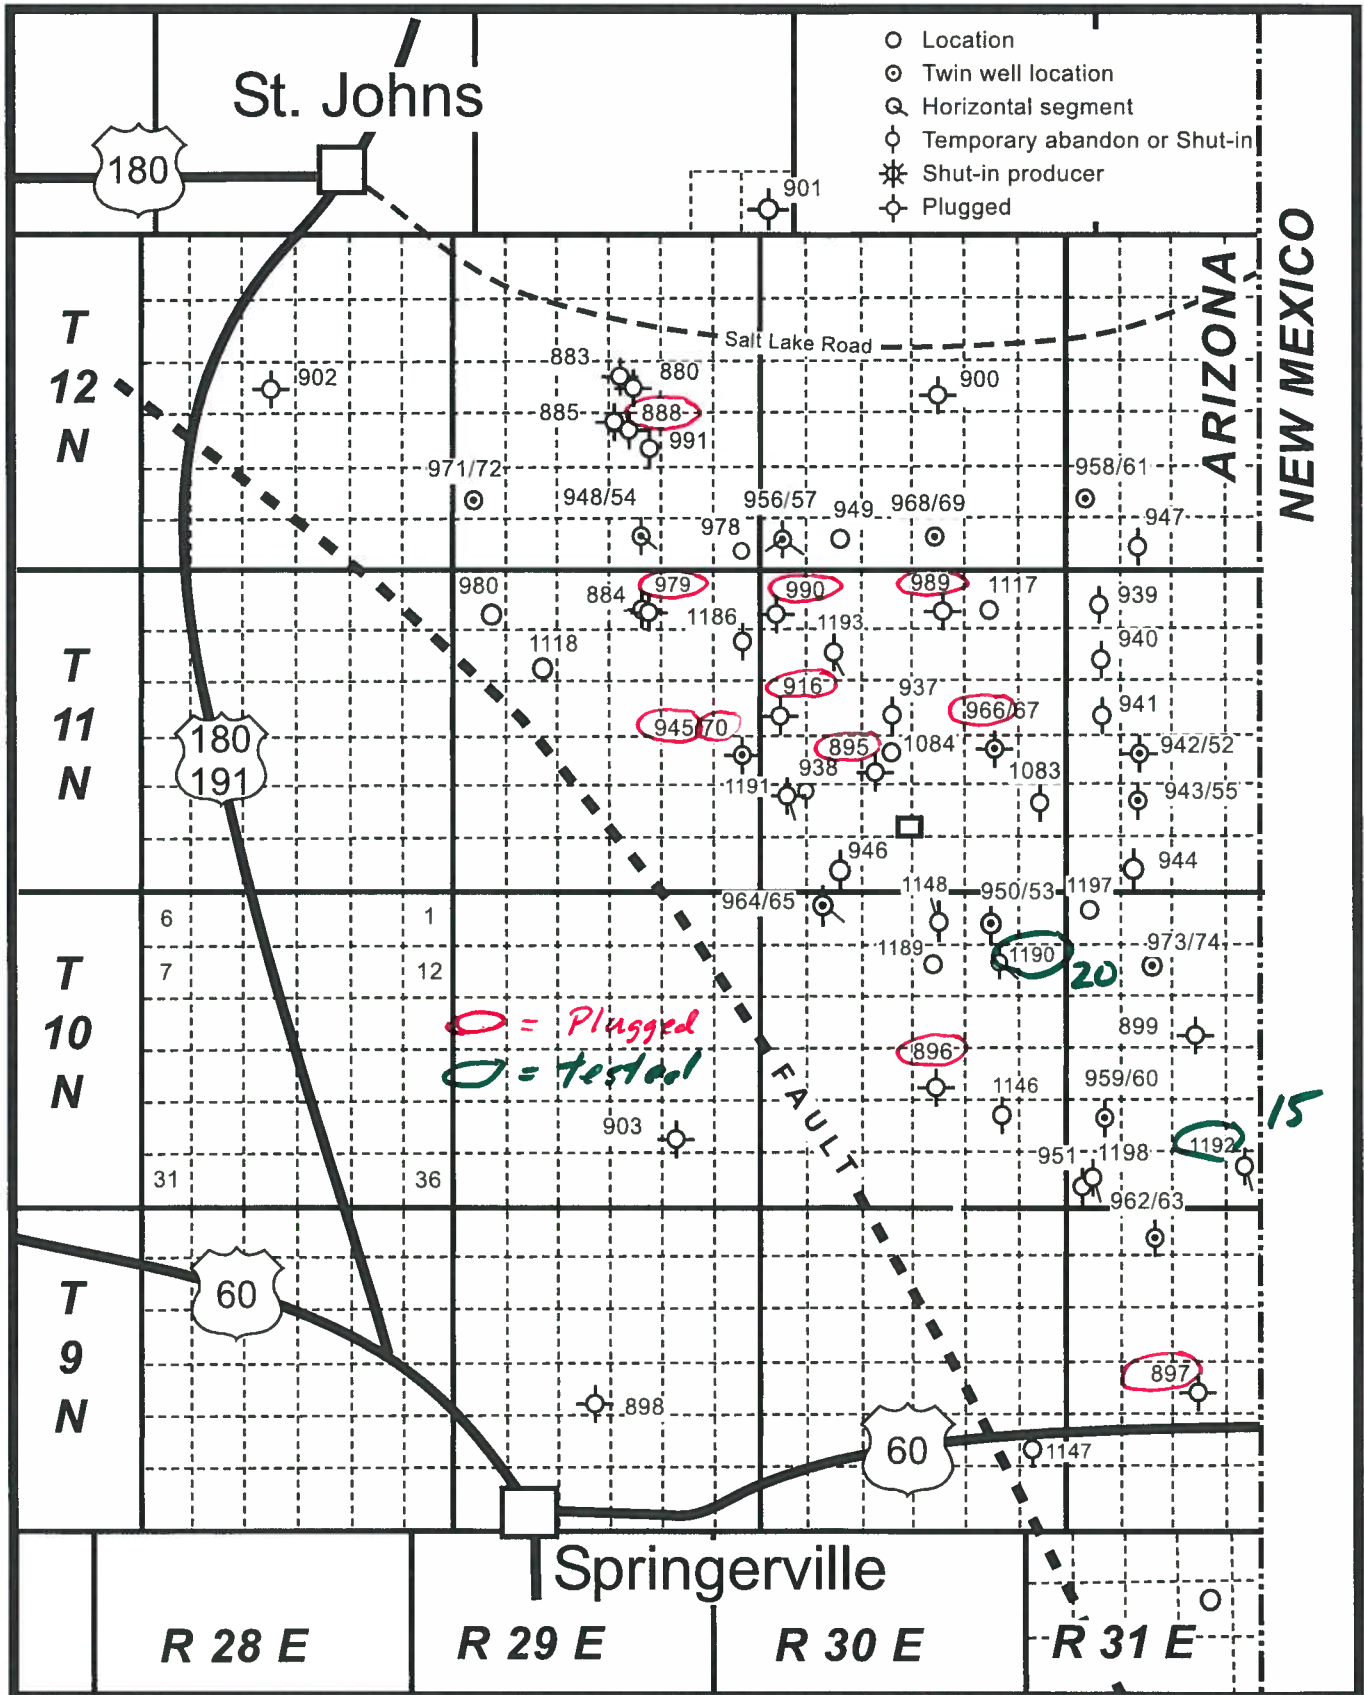 St. Johns
Location
Twin well location
Horizontal segment
Temporary abandon or Shut-in
Shut-in producer
Plugged
180
901
ARIZONA
NEW MEXICO
T
12
N
Salt Lake Road
883
880
902
900
885
888
991
971/72
958/61
948/54
956/57
949
968/69
978
947
980
979
990
989
1117
884
939
1186
1193
T
11
N
1118
940
916
937
966/67
941
945/70
180
191
895
1084
942/52
938
1083
1191
943/55
946
944
964/65
1148
950/53
1197
6
1
1189
1190
973/74
T
10
N
7
12
20
= Plugged
899
= tested
896
FAULT
1146
959/60
15
903
1192
951
1198
31
36
962/63
60
T
9
N
897
898
60
1147
Springerville
R 28 E
R 29 E
R 30 E
R 31 E